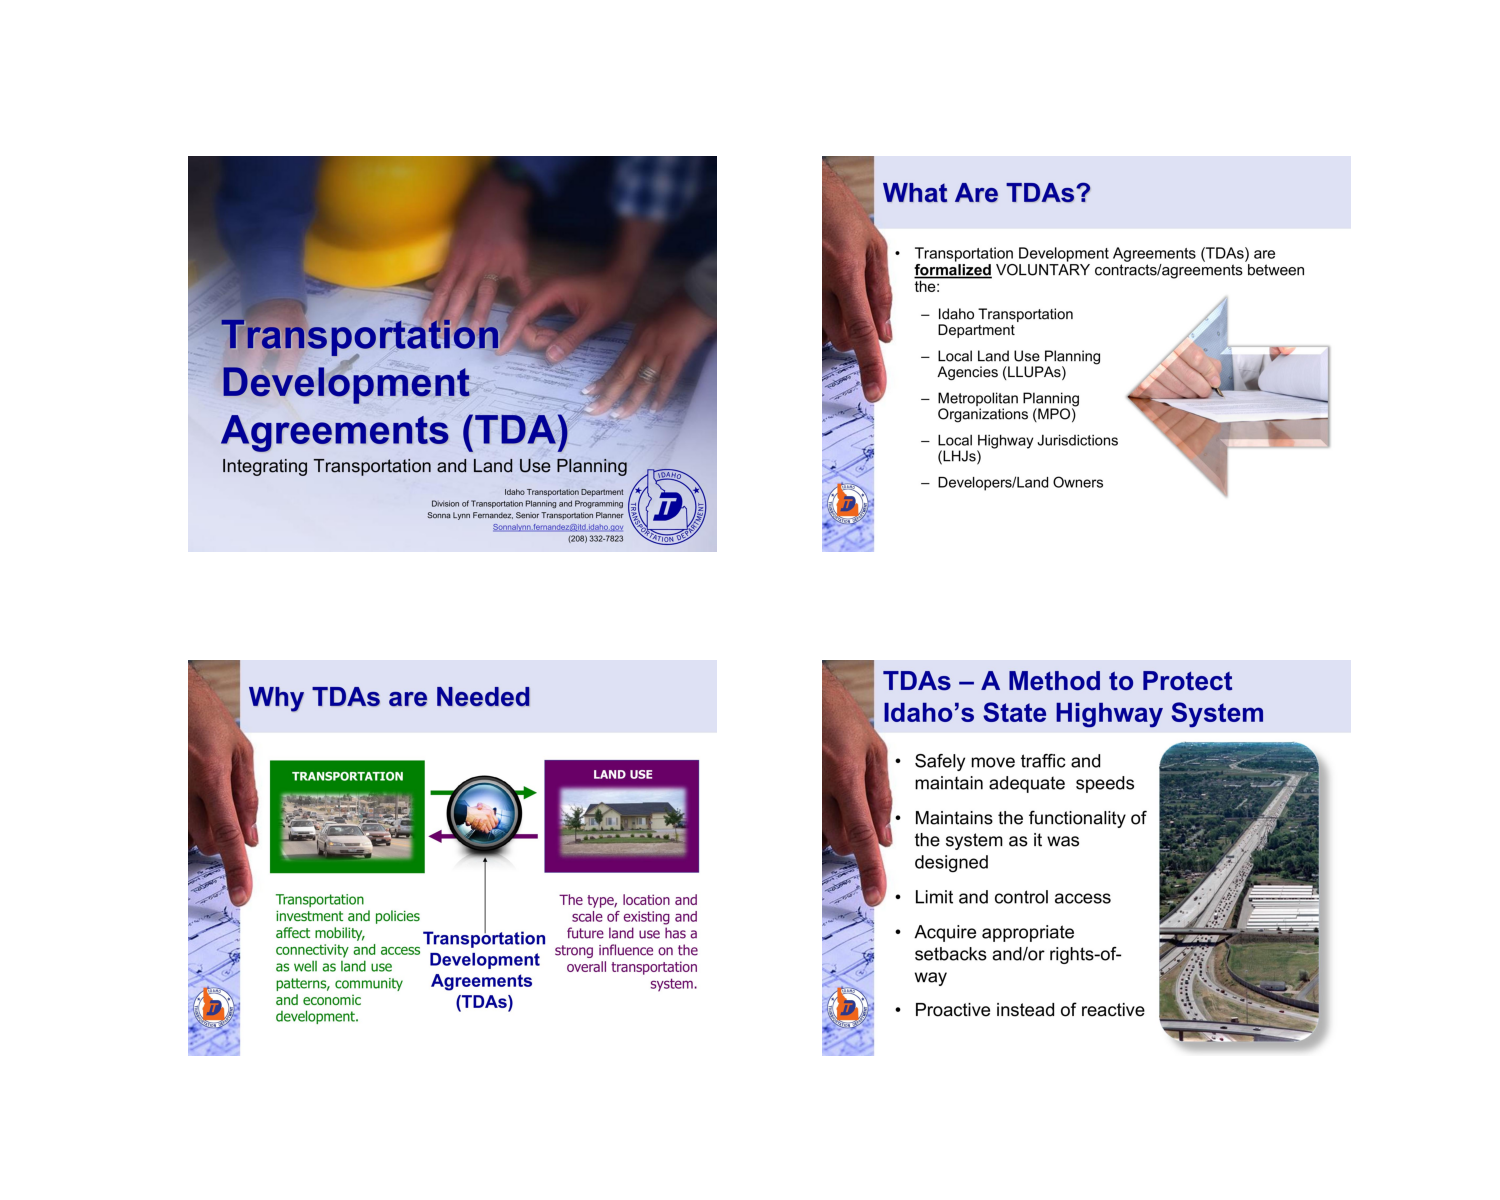 Transportation
Development
Agreements (TDA)
Integrating Transportation and Land Use Planning
Idaho Transportation Department
Division of Transportation Planning and Programming
Sonna Lynn Fernandez, Senior Transportation Planner
Sonnalynn.fernandez@itd.idaho.gov
(208) 332-7823
IDAHO
TRANSPORTATION DEPARTMENT
What Are TDAs?
• Transportation Development Agreements (TDAs) are
formalized VOLUNTARY contracts/agreements between
the:
– Idaho Transportation
Department
– Local Land Use Planning
Agencies (LLUPAs)
– Metropolitan Planning
Organizations (MPO)
– Local Highway Jurisdictions
(LHJs)
– Developers/Land Owners
Why TDAs are Needed
TRANSPORTATION
LAND USE
Transportation
investment and policies
affect mobility,
connectivity and access
as well as land use
patterns, community
and economic
development.
Transportation
Development
Agreements
(TDAs)
The type, location and
scale of existing and
future land use has a
strong influence on the
overall transportation
system.
TDAs – A Method to Protect
Idaho's State Highway System
• Safely move traffic and
maintain adequate  speeds
• Maintains the functionality of
the system as it was
designed
• Limit and control access
• Acquire appropriate
setbacks and/or rights-of-
way
• Proactive instead of reactive